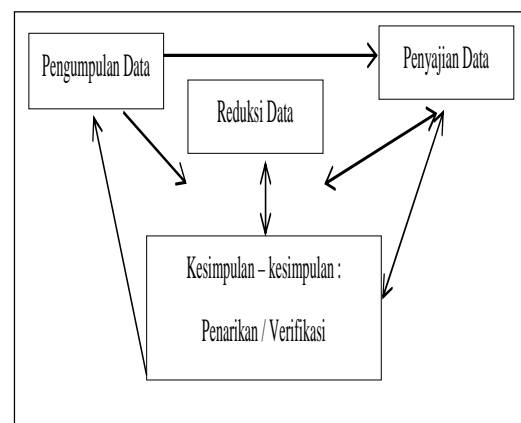 Pengumpulan Data
Penyajian Data
Reduksi Data
Kesimpulan – kesimpulan :
Penarikan / Verifikasi